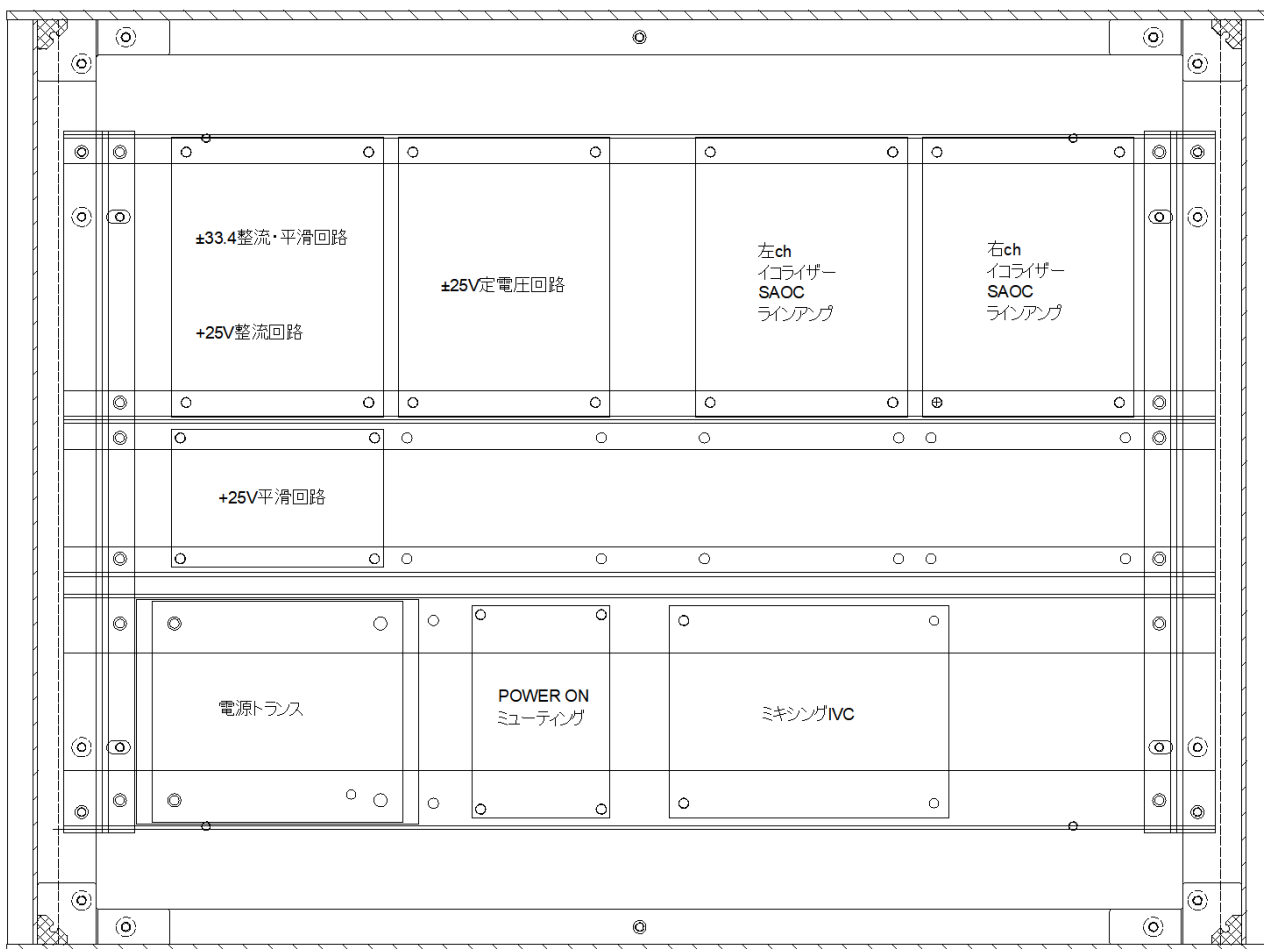 ±33.4整流・平滑回路
+25V整流回路
±25V定電圧回路
左ch
イコライザー
SAOC
ラインアンプ
右ch
イコライザー
SAOC
ラインアンプ
+25V平滑回路
電源トランス
POWER ON
ミューティング
ミキシングIVC